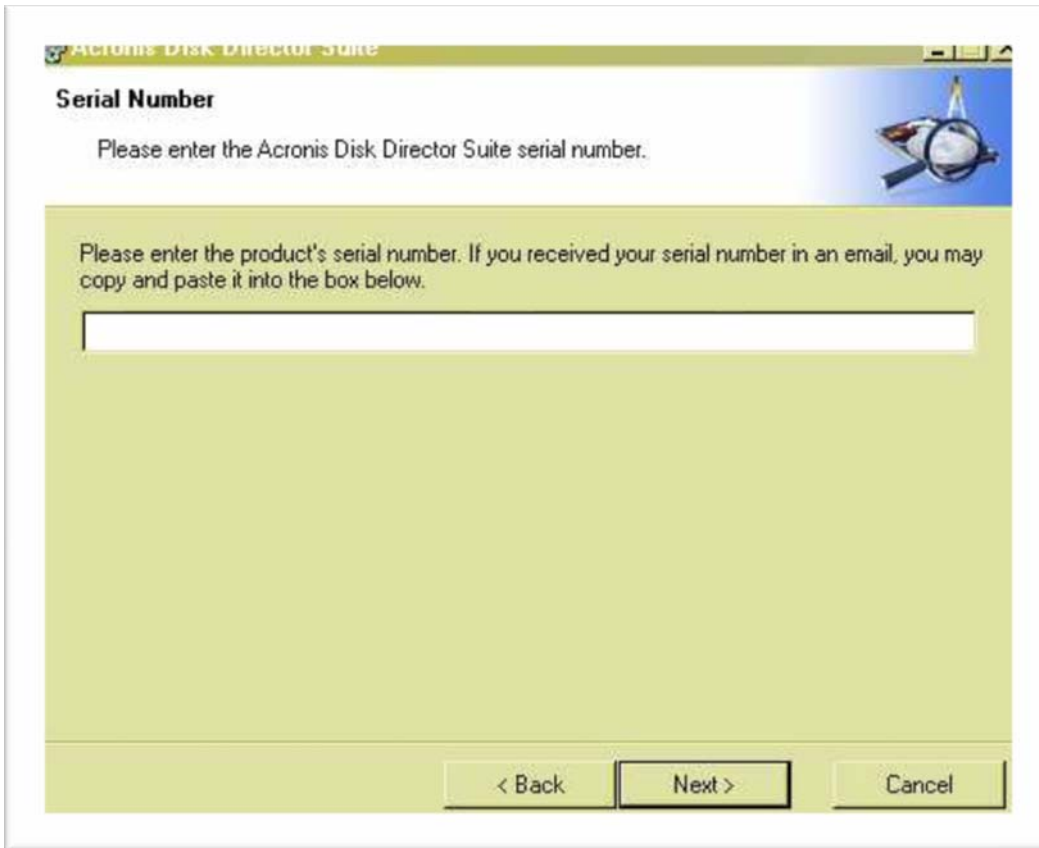 Acronis Disk Director Suite
Serial Number
Please enter the Acronis Disk Director Suite serial number.
Please enter the product's serial number. If you received your serial number in an email, you may
copy and paste it into the box below.
< Back
Next >
Cancel